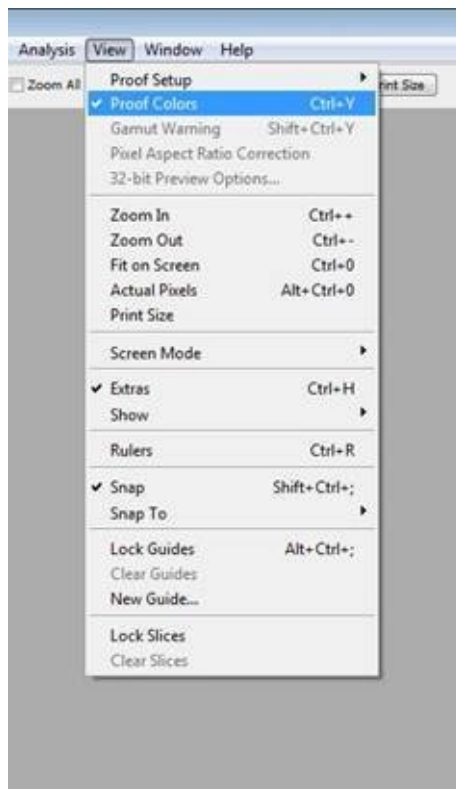 Analysis View Window Help
Zoom All rint Size
Proof Setup
Proof Colors Ctrl+Y
Gamut Warning Shift+Ctrl+Y
Pixel Aspect Ratio Correction
32-bit Preview Options...
Zoom In Ctrl++
Zoom Out Ctrl+-
Fit on Screen Ctrl+0
Actual Pixels Alt+Ctrl+0
Print Size
Screen Mode
Extras Ctrl+H
Show
Rulers Ctrl+R
Snap Shift+Ctrl+;
Snap To
Lock Guides Alt+Ctrl+;
Clear Guides
New Guide...
Lock Slices
Clear Slices